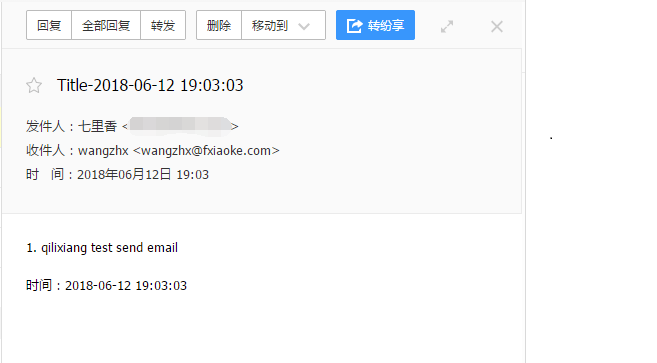 回复 全部回复 转发 删除 移动到 转纷享
Title-2018-06-12 19:03:03
发件人：七里香 < >
收件人：wangzhx <wangzhx@fxiaoke.com>
时 间：2018年06月12日 19:03
1. qilixiang test send email
时间：2018-06-12 19:03:03